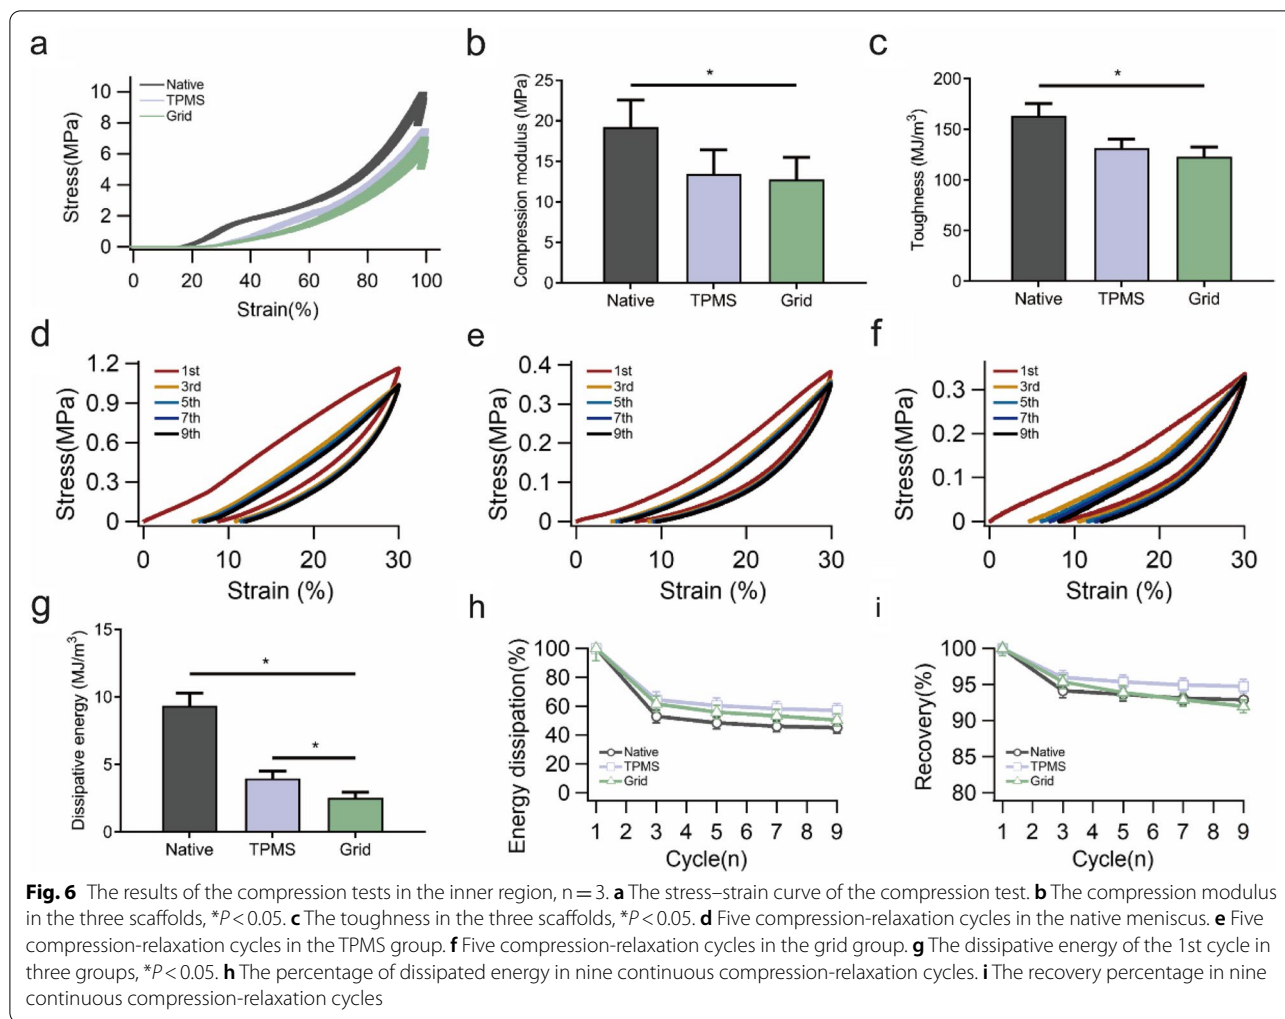 a
Native
TPMS
Grid
Stress(MPa)
10
8
6
4
2
0
0 20 40 60 80 100
Strain(%)
b
*
Compression modulus (MPa)
25
20
15
10
5
0
Native TPMS Grid
c
*
Toughness (MJ/m³)
200
150
100
50
0
Native TPMS Grid
d
1st
3rd
5th
7th
9th
Stress(MPa)
1.2
0.9
0.6
0.3
0
0 10 20 30
Strain (%)
e
1st
3rd
5th
7th
9th
Stress(MPa)
0.4
0.3
0.2
0.1
0
0 10 20 30
Strain (%)
f
1st
3rd
5th
7th
9th
Stress(MPa)
0.3
0.2
0.1
0
0 10 20 30
Strain (%)
g
*
*
Dissipative energy (MJ/m³)
15
10
5
0
Native TPMS Grid
h
Energy dissipation(%)
100
80
60
40
20
0
Native
TPMS
Grid
1 2 3 4 5 6 7 8 9
Cycle(n)
i
Recovery(%)
100
95
90
85
80
Native
TPMS
Grid
1 2 3 4 5 6 7 8 9
Cycle(n)
Fig. 6 The results of the compression tests in the inner region, n = 3. a The stress–strain curve of the compression test. b The compression modulus
in the three scaffolds, *P < 0.05. c The toughness in the three scaffolds, *P < 0.05. d Five compression-relaxation cycles in the native meniscus. e Five
compression-relaxation cycles in the TPMS group. f Five compression-relaxation cycles in the grid group. g The dissipative energy of the 1st cycle in
three groups, *P < 0.05. h The percentage of dissipated energy in nine continuous compression-relaxation cycles. i The recovery percentage in nine
continuous compression-relaxation cycles